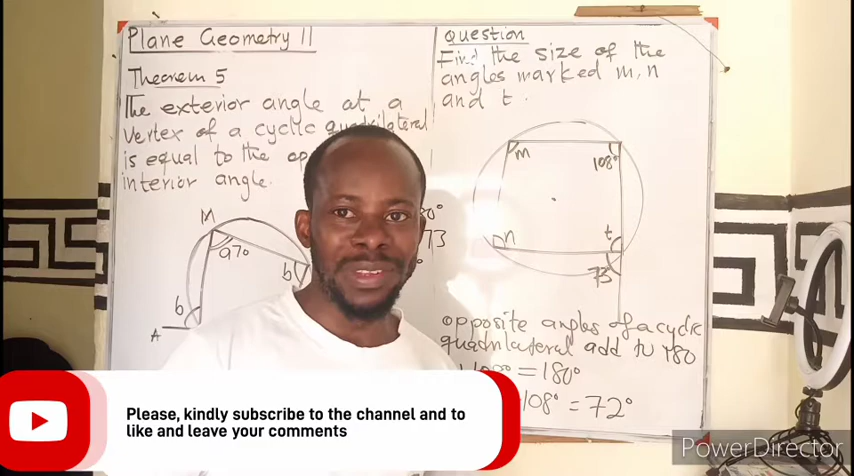 Plane Geometry II
Theorem 5
The exterior angle at a
vertex of a cyclic quadrilateral
is equal to the
interior angle.
M
97°
b
b
A
73
Question
Find the size of the
angles marked m, n
and t.
m
108°
n
t
73
opposite angles of a cyclic
quadrilateral add to 180
= 180°
108° = 72°
Please, kindly subscribe to the channel and to
like and leave your comments
PowerDirector